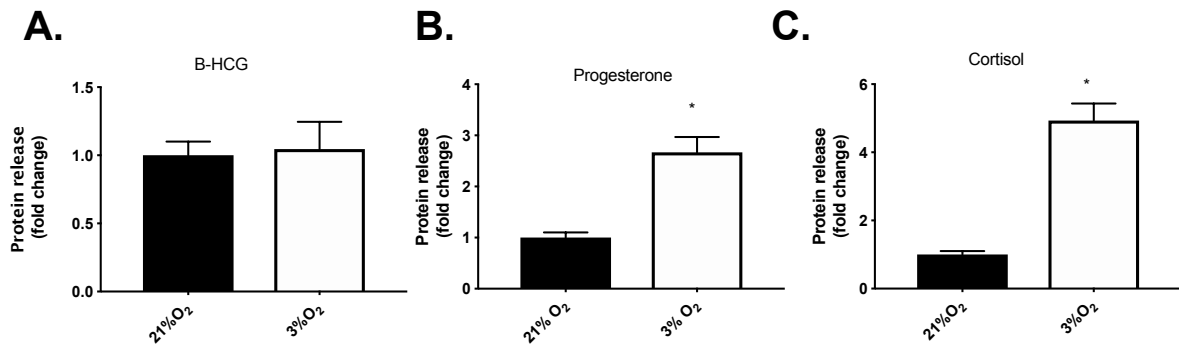 A.
B-HCG
Protein release
(fold change)
1.5
1.0
0.5
0.0
21%O₂
3%O₂
B.
Progesterone
*
Protein release
(fold change)
4
3
2
1
0
21% O₂
3% O₂
C.
Cortisol
*
Protein release
(fold change)
6
4
2
0
21%O₂
3%O₂